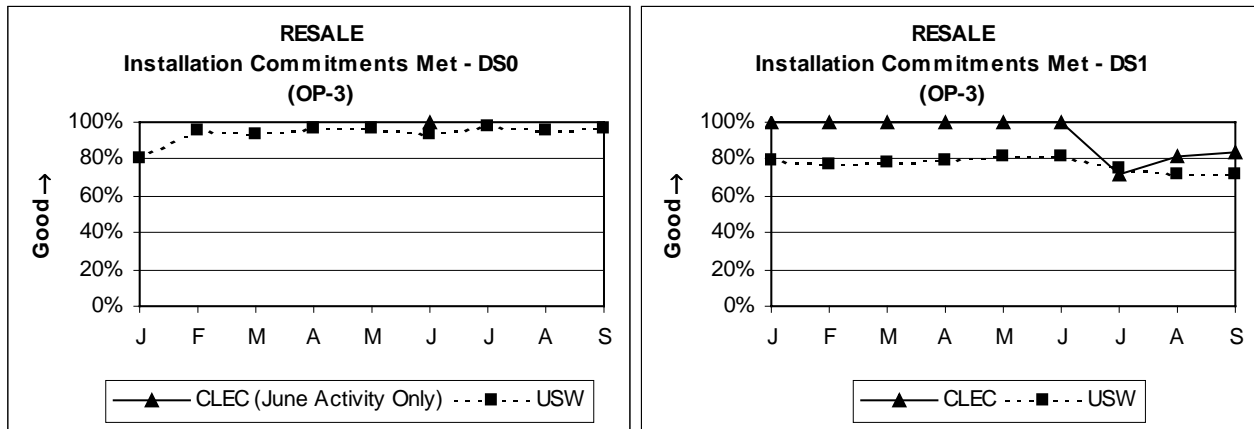 RESALE
Installation Commitments Met - DS0
(OP-3)
Good →
100%
80%
60%
40%
20%
0%
J F M A M J J A S
CLEC (June Activity Only) USW
RESALE
Installation Commitments Met - DS1
(OP-3)
Good →
100%
80%
60%
40%
20%
0%
J F M A M J J A S
CLEC USW